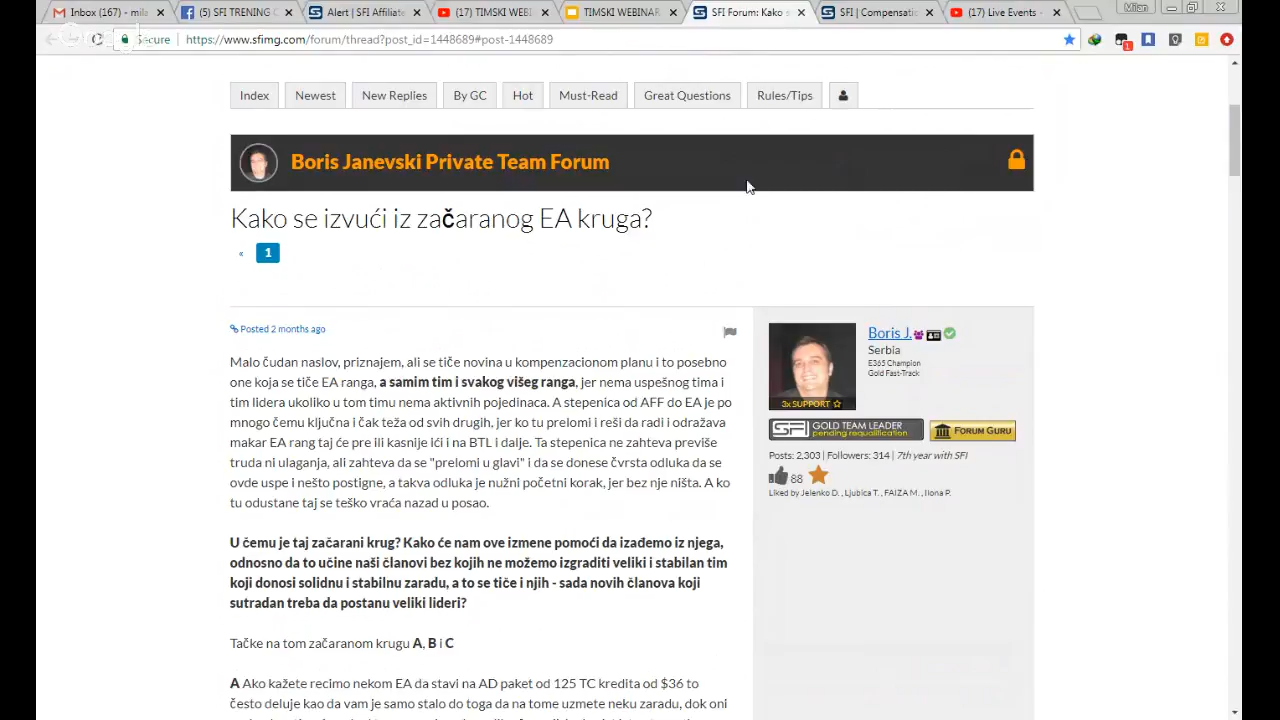 Inbox (167) - mila
(5) SFI TRENING C
Alert | SFI Affiliate
(17) TIMSKI WEBI
TIMSKI WEBINAR
SFI Forum: Kako s
SFI | Compensatio
(17) Live Events -
Milan
Secure
https://www.sfimg.com/forum/thread?post_id=1448689#post-1448689
1
Index
Newest
New Replies
By GC
Hot
Must-Read
Great Questions
Rules/Tips
Boris Janevski Private Team Forum
Kako se izvući iz začaranog EA kruga?
« 1
Posted 2 months ago
Malo čudan naslov, priznajem, ali se tiče novina u kompenzacionom planu i to posebno
one koja se tiče EA ranga, a samim tim i svakog višeg ranga, jer nema uspešnog tima i
tim lidera ukoliko u tom timu nema aktivnih pojedinaca. A stepenica od AFF do EA je po
mnogo čemu ključna i čak teža od svih drugih, jer ko tu prelomi i reši da radi i odražava
makar EA rang taj će pre ili kasnije ići i na BTL i dalje. Ta stepenica ne zahteva previše
truda ni ulaganja, ali zahteva da se "prelomi u glavi" i da se donese čvrsta odluka da se
ovde uspe i nešto postigne, a takva odluka je nužni početni korak, jer bez nje ništa. A ko
tu odustane taj se teško vraća nazad u posao.
U čemu je taj začarani krug? Kako će nam ove izmene pomoći da izađemo iz njega,
odnosno da to učine naši članovi bez kojih ne možemo izgraditi veliki i stabilan tim
koji donosi solidnu i stabilnu zaradu, a to se tiče i njih - sada novih članova koji
sutradan treba da postanu veliki lideri?
Tačke na tom začaranom krugu A, B i C
A Ako kažete recimo nekom EA da stavi na AD paket od 125 TC kredita od $36 to
često deluje kao da vam je samo stalo do toga da na tome uzmete neku zaradu, dok oni
Boris J.
Serbia
E365 Champion
Gold Fast-Track
3x SUPPORT
SFI GOLD TEAM LEADER
pending requalification
FORUM GURU
Posts: 2,303 | Followers: 314 | 7th year with SFI
88
Liked by Jelenko D. , Ljubica T. , FAIZA M. , Ilona P.